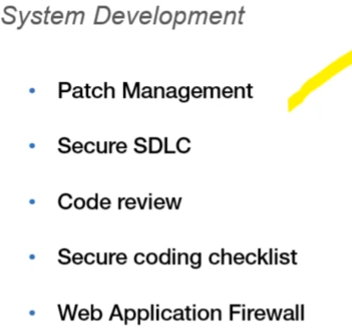 System Development
• Patch Management
• Secure SDLC
• Code review
• Secure coding checklist
• Web Application Firewall